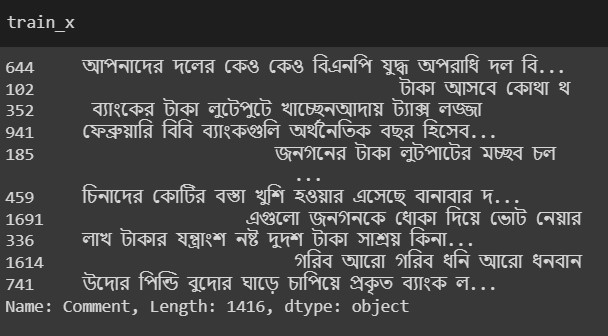 train_x
644 আপনাদের দলের কেও কেও বিএনপি যুদ্ধ অপরাধি দল বি...
102 টাকা আসবে কোথা থ
352 ব্যাংকের টাকা লুটেপুটে খাচ্ছেনআদায় ট্যাক্স লজ্জা
941 ফেব্রুয়ারি বিবি ব্যাংকগুলি অর্থনৈতিক বছর হিসেব...
185 জনগনের টাকা লুটপাটের মচ্ছব চল
...
459 চিনাদের কোটির বস্তা খুশি হওয়ার এসেছে বানাবার দ...
1691 এগুলো জনগনকে ধোকা দিয়ে ভোট নেয়ার
336 লাখ টাকার যন্ত্রাংশ নষ্ট দুদশ টাকা সাশ্রয় কিনা...
1614 গরিব আরো গরিব ধনি আরো ধনবান
741 উদোর পিন্ডি বুদোর ঘাড়ে চাপিয়ে প্রকৃত ব্যাংক ল...
Name: Comment, Length: 1416, dtype: object